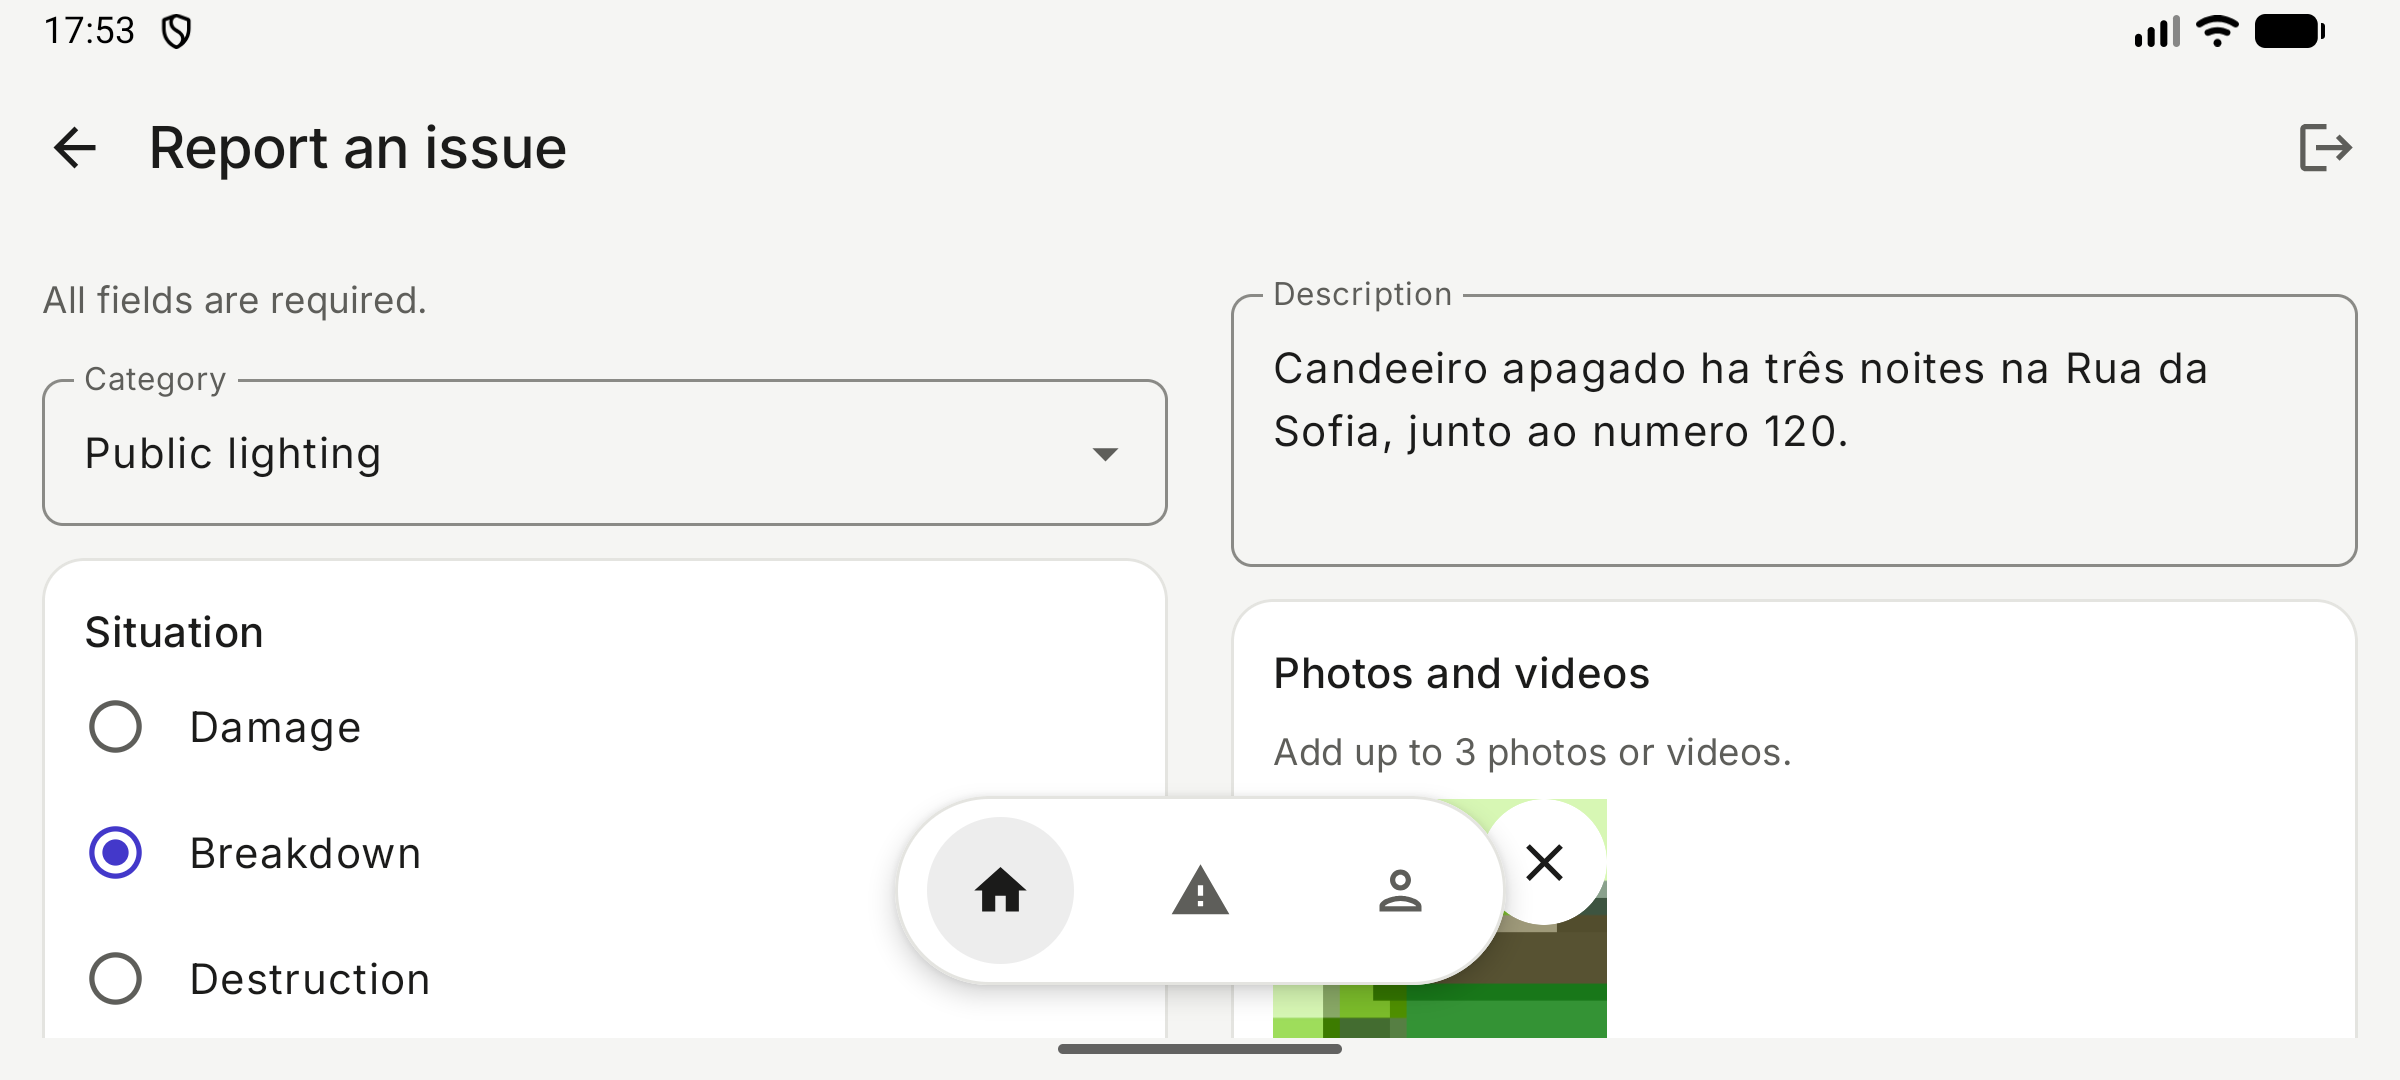 17:53
Report an issue
All fields are required.
Category
Public lighting
Situation
Damage
Breakdown
Destruction
Description
Candeeiro apagado ha três noites na Rua da
Sofia, junto ao numero 120.
Photos and videos
Add up to 3 photos or videos.